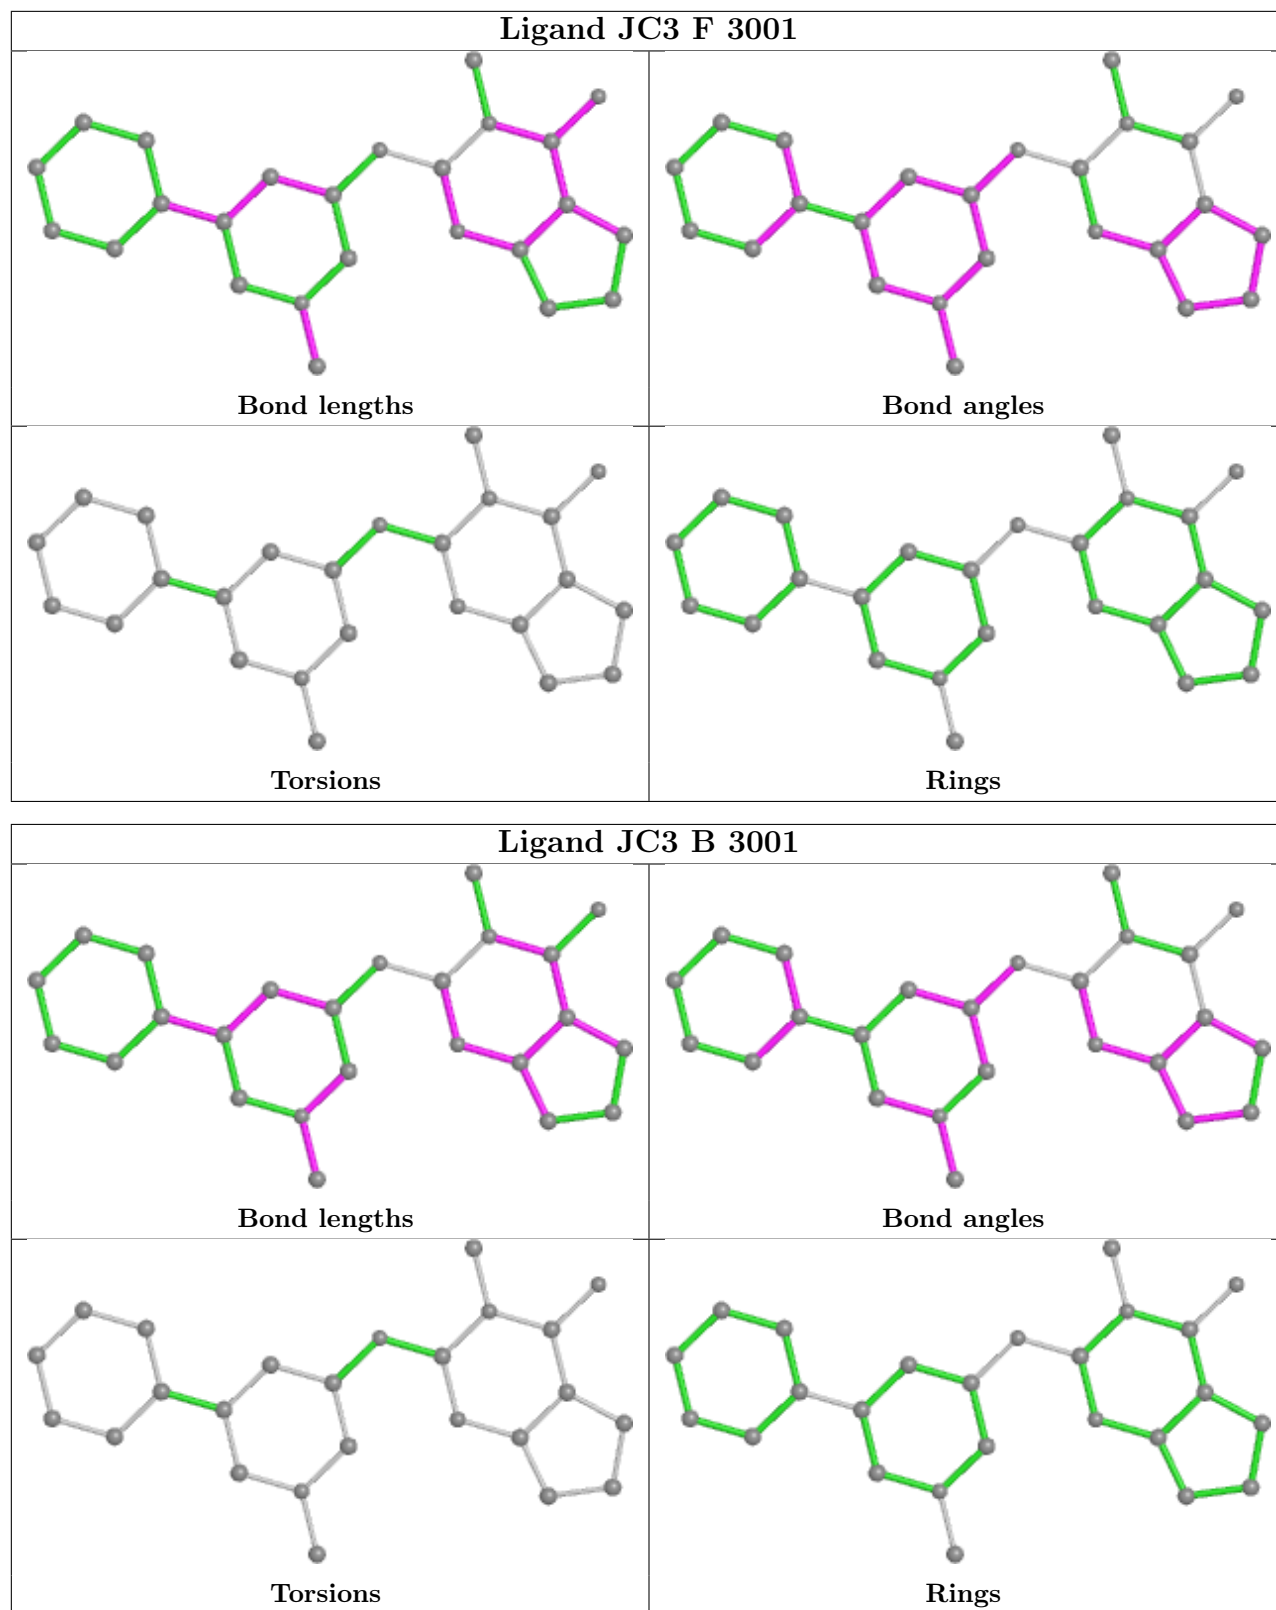 Ligand JC3 F 3001
Bond lengths
Bond angles
Torsions
Rings
Ligand JC3 B 3001
Bond lengths
Bond angles
Torsions
Rings